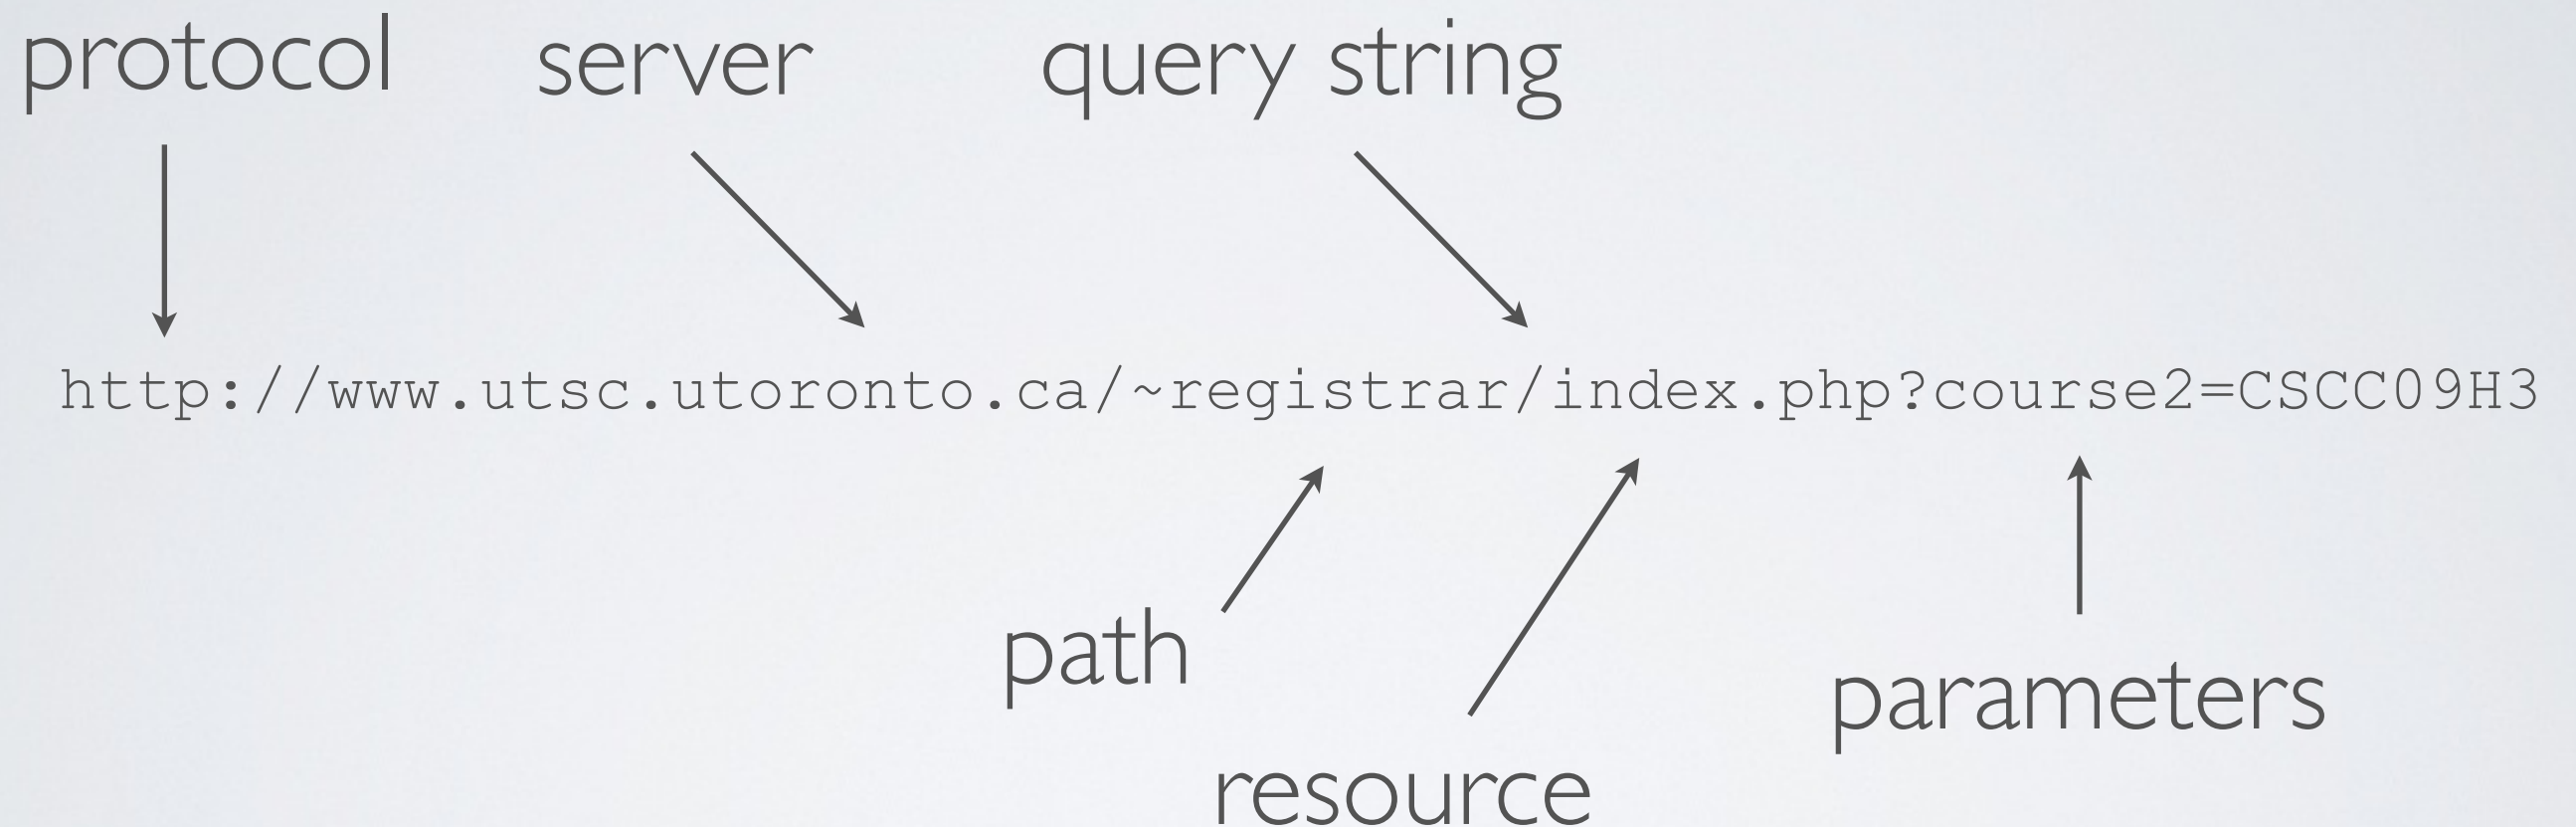 protocol server query string
http://www.utsc.utoronto.ca/~registrar/index.php?course2=CSCC09H3
path
parameters
resource